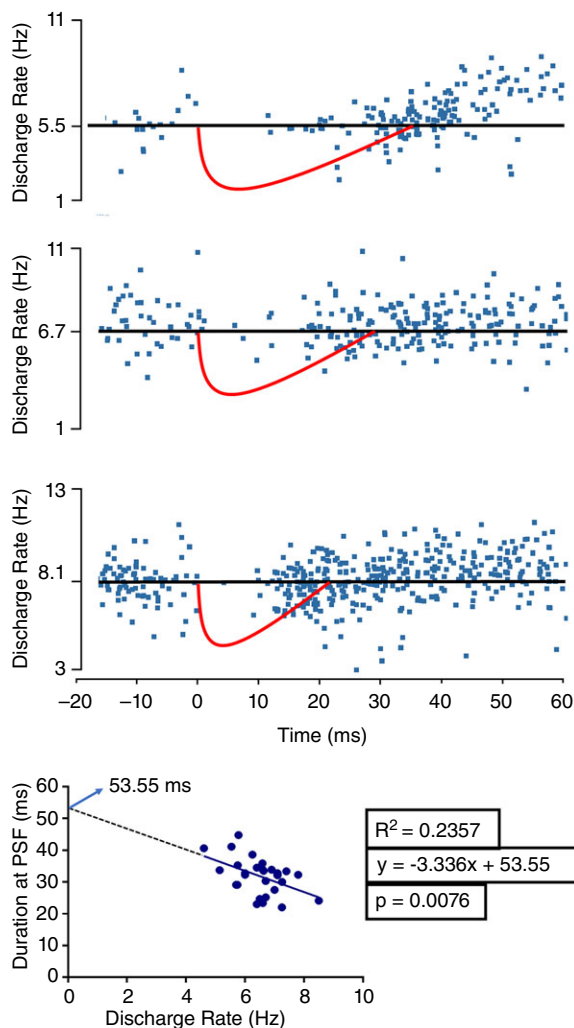 11
5.5
1
Discharge Rate (Hz)
11
6.7
1
Discharge Rate (Hz)
13
8.1
3
Discharge Rate (Hz)
–20 –10 0 10 20 30 40 50 60
Time (ms)
60
50
40
30
20
10
0
Duration at PSF (ms)
53.55 ms
R² = 0.2357
y = -3.336x + 53.55
p = 0.0076
0 2 4 6 8 10
Discharge Rate (Hz)